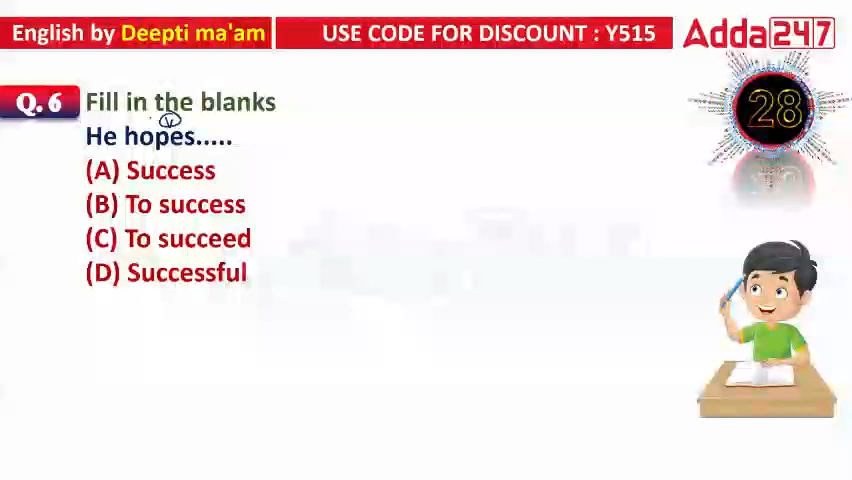 English by Deepti ma'am
USE CODE FOR DISCOUNT : Y515
Adda247
Q. 6 Fill in the blanks
28
V
He hopes.....
(A) Success
(B) To success
(C) To succeed
(D) Successful